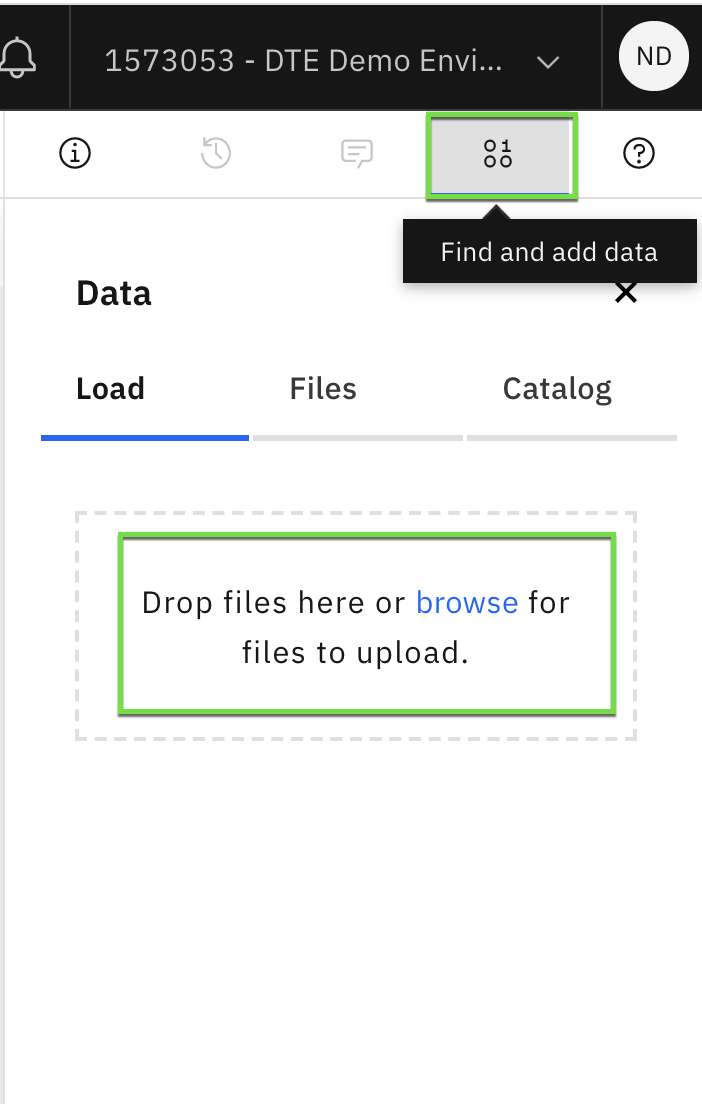 1573053 - DTE Demo Envi...
ND
Find and add data
Data
Load
Files
Catalog
Drop files here or browse for
files to upload.